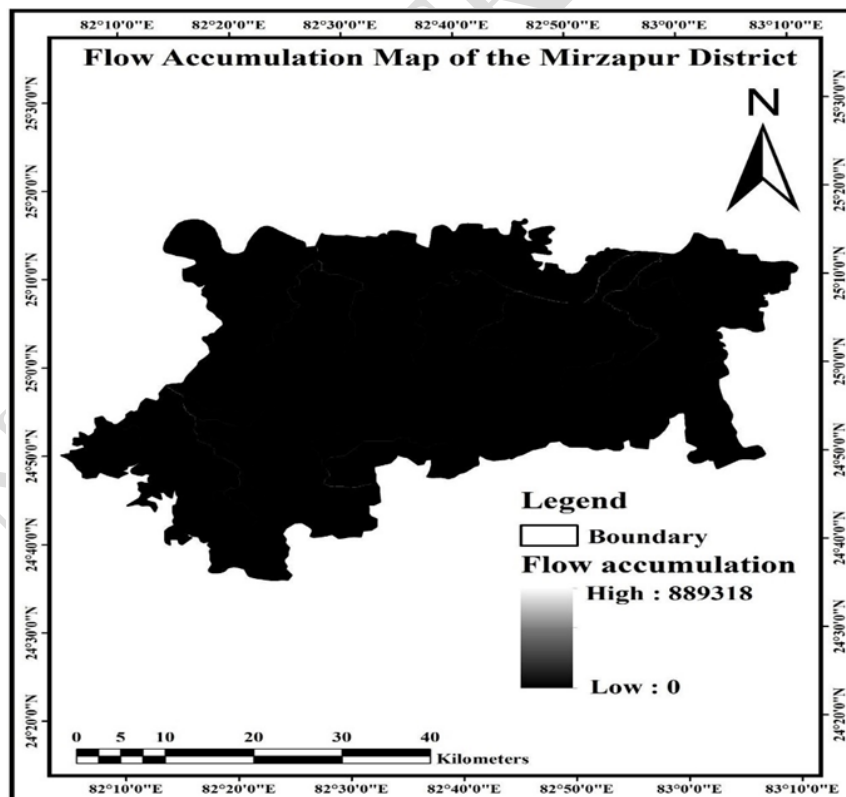 82°10'0"E 82°20'0"E 82°30'0"E 82°40'0"E 82°50'0"E 83°0'0"E 83°10'0"E
Flow Accumulation Map of the Mirzapur District
N
25°30'0"N 25°30'0"N
25°20'0"N 25°20'0"N
25°10'0"N 25°10'0"N
25°0'0"N 25°0'0"N
24°50'0"N 24°50'0"N
Legend
Boundary
24°40'0"N 24°40'0"N
Flow accumulation
High : 889318
24°30'0"N 24°30'0"N
Low : 0
24°20'0"N 24°20'0"N
0 5 10 20 30 40
Kilometers
82°10'0"E 82°20'0"E 82°30'0"E 82°40'0"E 82°50'0"E 83°0'0"E 83°10'0"E